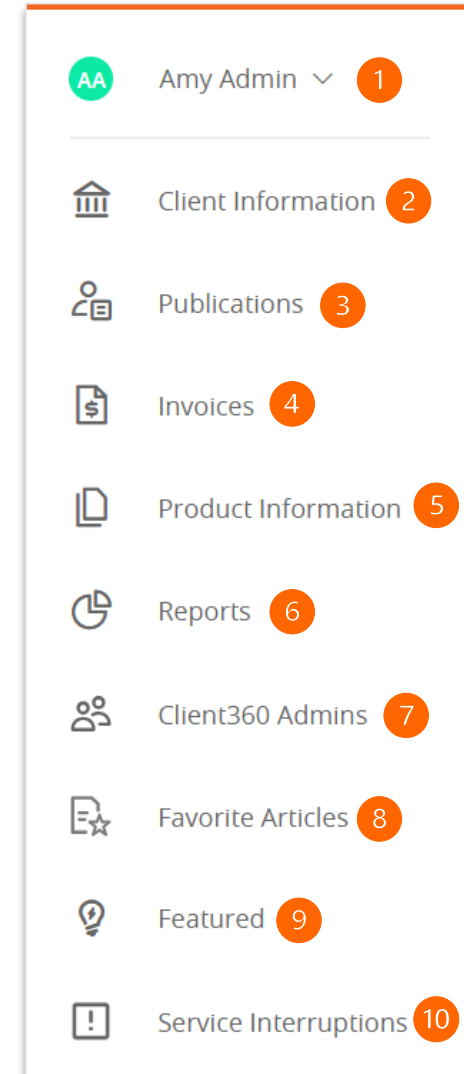 AA Amy Admin 1
Client Information 2
Publications 3
Invoices 4
Product Information 5
Reports 6
Client360 Admins 7
Favorite Articles 8
Featured 9
Service Interruptions 10